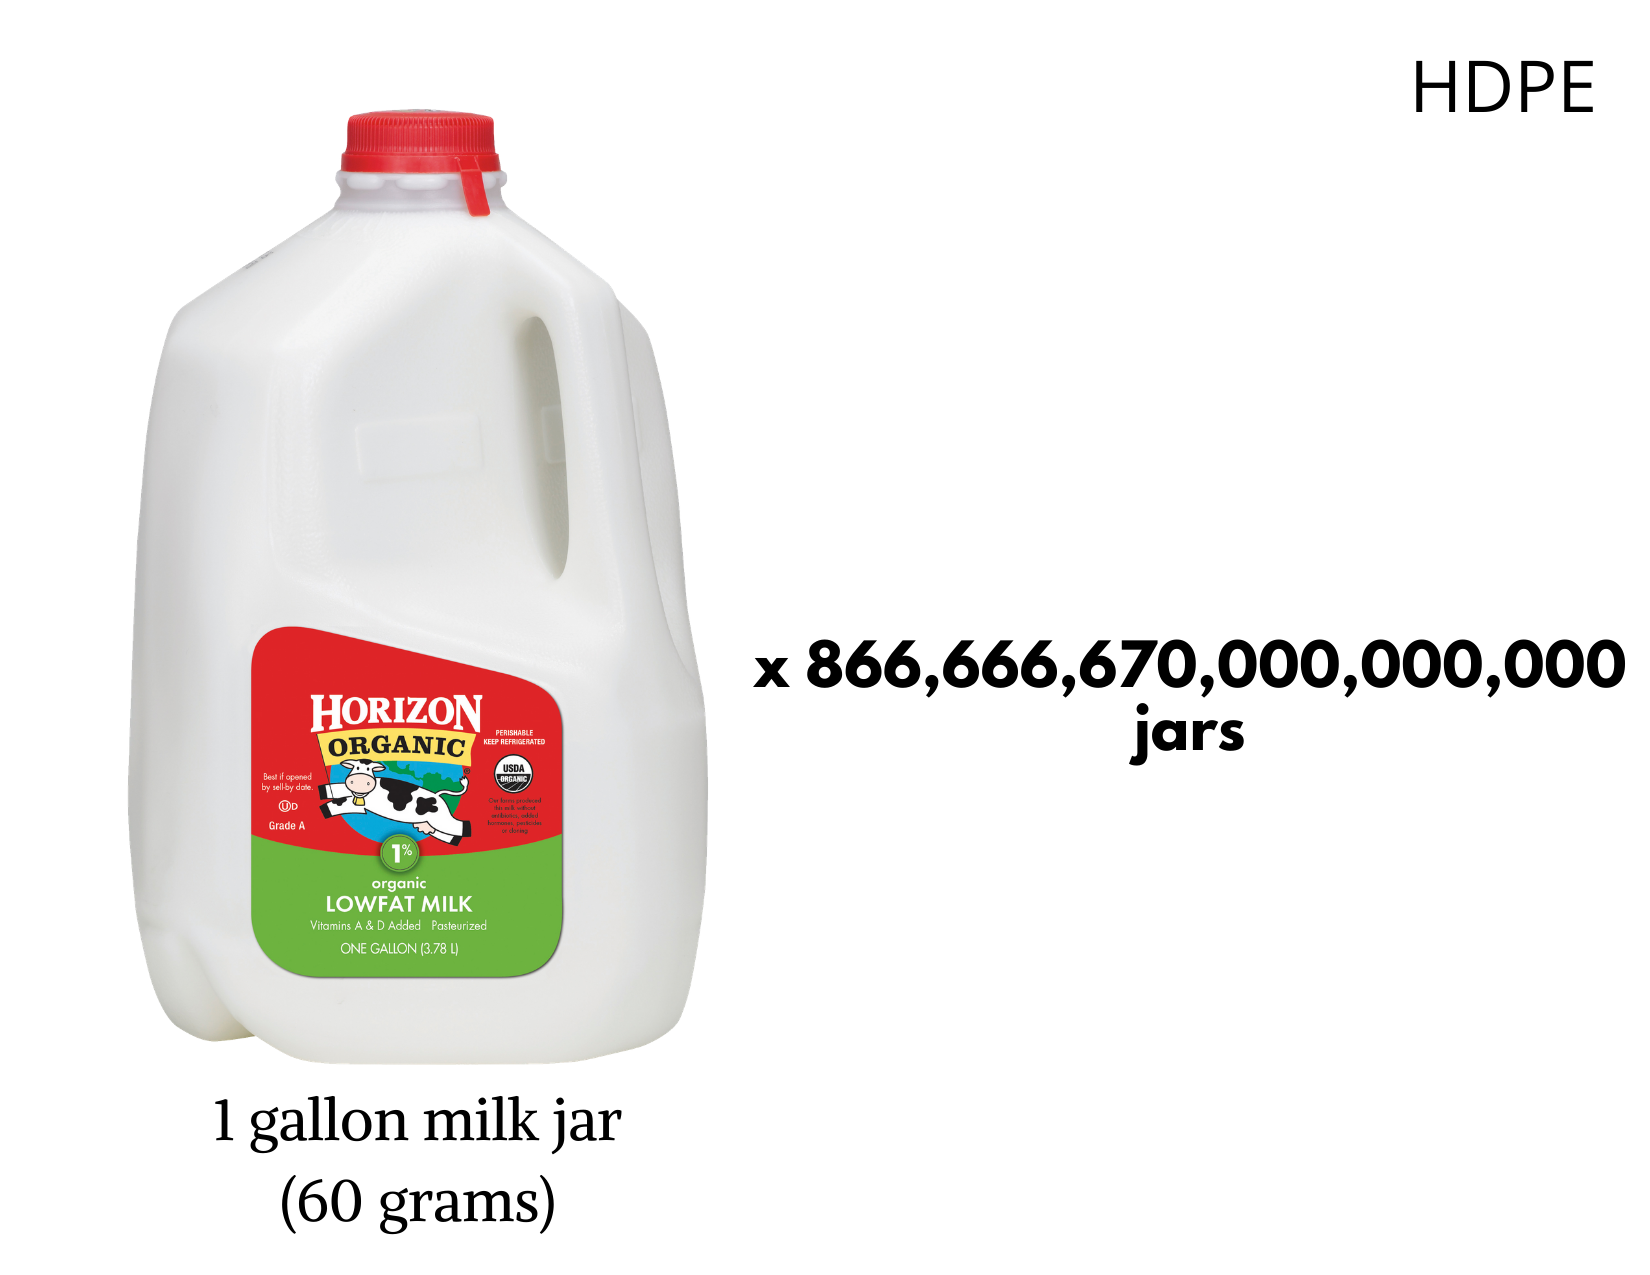 HDPE
HORIZON
ORGANIC
PERISHABLE
KEEP REFRIGERATED
USDA
ORGANIC
Best if opened
by sell-by date.
UD
Grade A
1%
organic
LOWFAT MILK
Vitamins A & D Added Pasteurized
ONE GALLON (3.78 L)
x 866,666,670,000,000,000
jars
1 gallon milk jar
(60 grams)